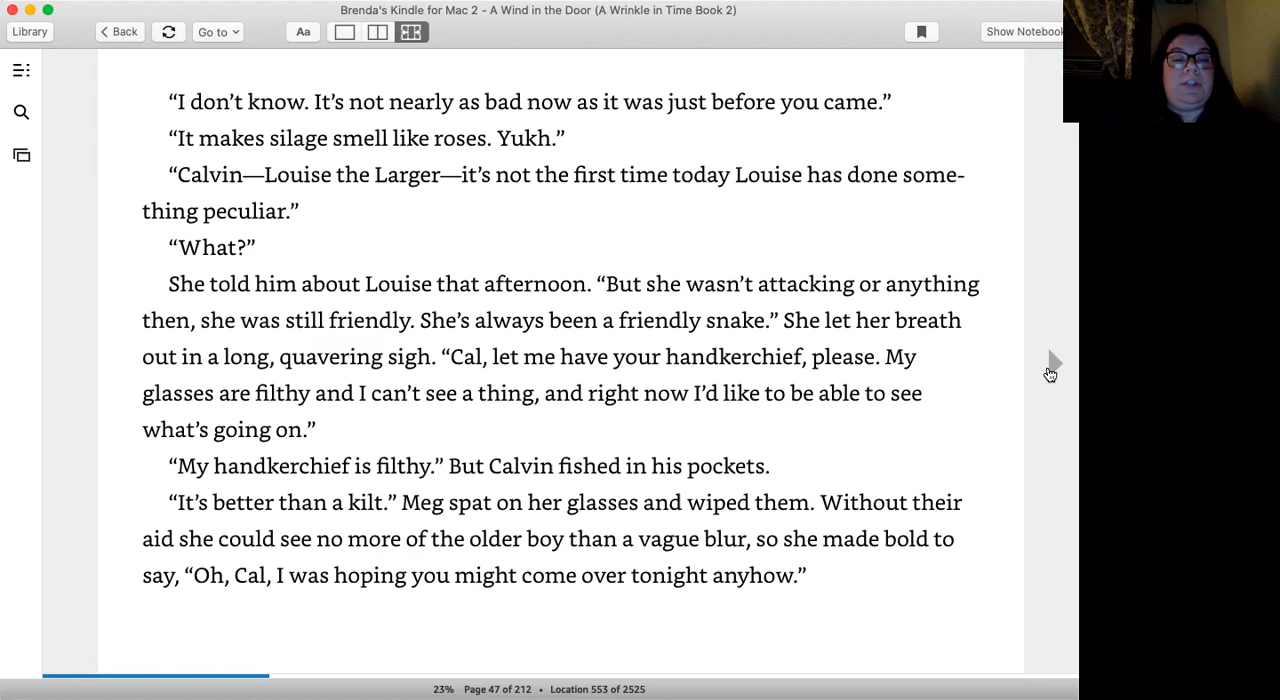 Brenda's Kindle for Mac 2 - A Wind in the Door (A Wrinkle in Time Book 2)
Library
Back
Go to
Aa
Show Notebook
“I don’t know. It’s not nearly as bad now as it was just before you came.”
“It makes silage smell like roses. Yukh.”
“Calvin—Louise the Larger—it’s not the first time today Louise has done some-
thing peculiar.”
“What?”
She told him about Louise that afternoon. “But she wasn’t attacking or anything
then, she was still friendly. She’s always been a friendly snake.” She let her breath
out in a long, quavering sigh. “Cal, let me have your handkerchief, please. My
glasses are filthy and I can’t see a thing, and right now I’d like to be able to see
what’s going on.”
“My handkerchief is filthy.” But Calvin fished in his pockets.
“It’s better than a kilt.” Meg spat on her glasses and wiped them. Without their
aid she could see no more of the older boy than a vague blur, so she made bold to
say, “Oh, Cal, I was hoping you might come over tonight anyhow.”
23% Page 47 of 212 • Location 553 of 2525